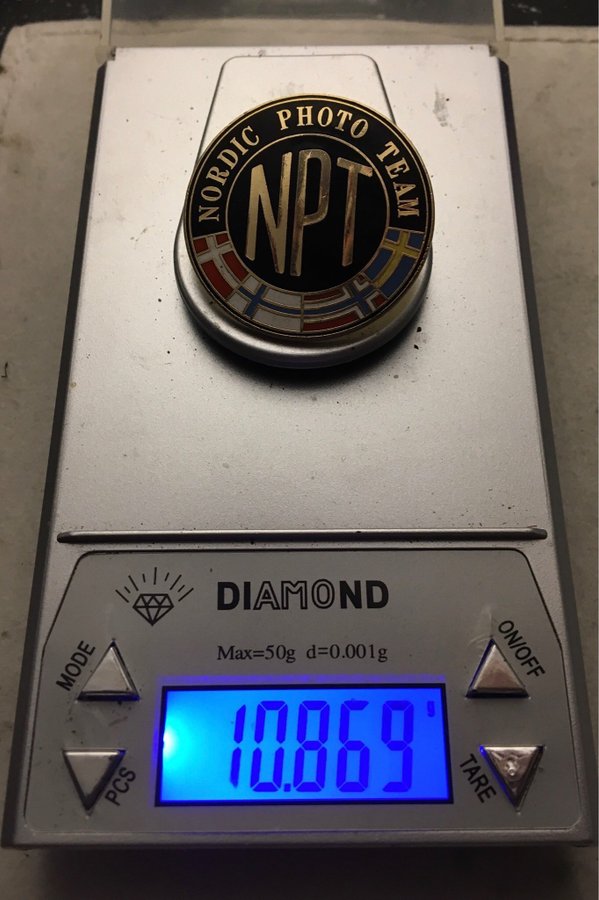 NORDIC PHOTO TEAM
NPT
DIAMOND
Max=50g d=0.001g
MODE
ON/OFF
10.869 g
PCS
TARE